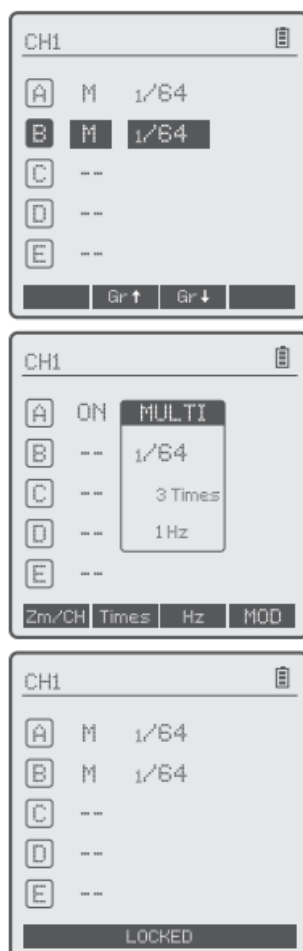 CH1
A M 1/64
B M 1/64
C --
D --
E --
Gr↑ Gr↓
CH1
A ON MULTI
B -- 1/64
C -- 3 Times
D -- 1 Hz
E --
Zm/CH Times Hz MOD
CH1
A M 1/64
B M 1/64
C --
D --
E --
LOCKED